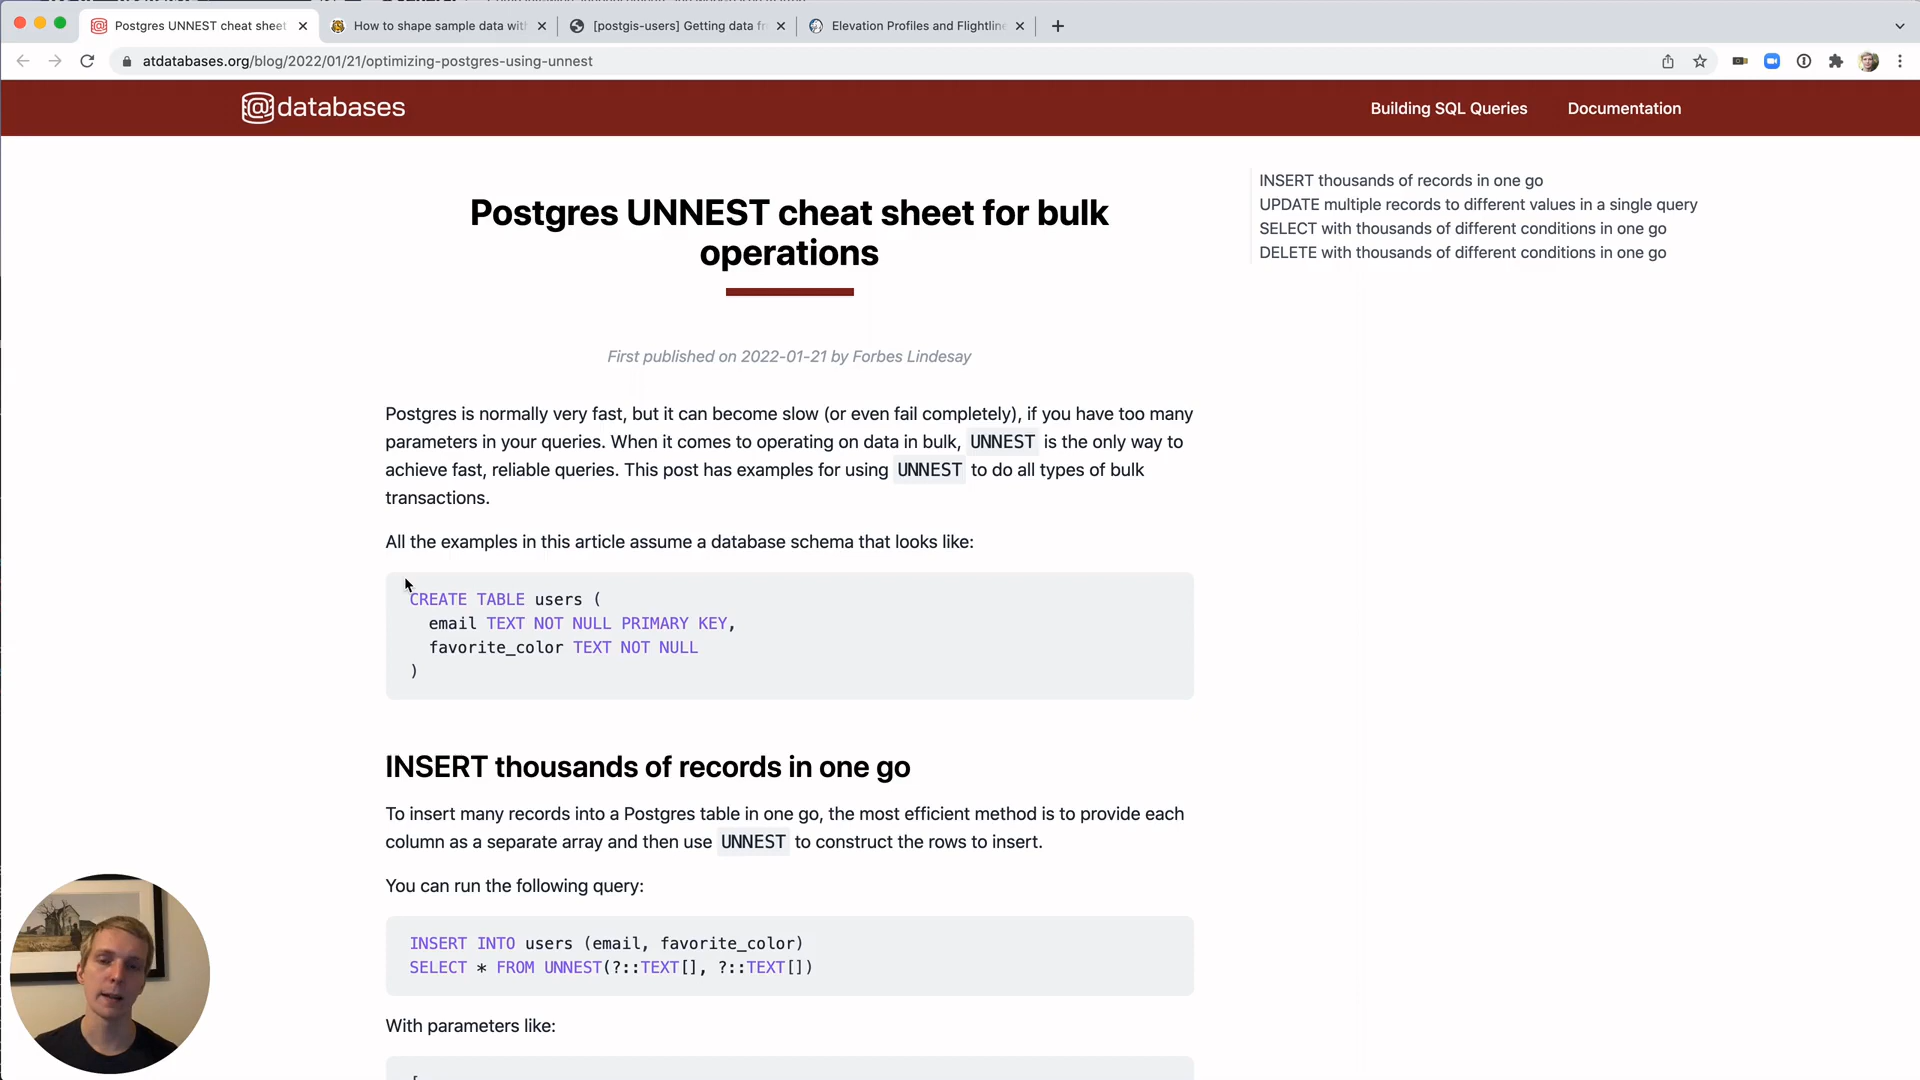 Postgres UNNEST cheat sheet
How to shape sample data with
[postgis-users] Getting data fr
Elevation Profiles and Flightline
atdatabases.org/blog/2022/01/21/optimizing-postgres-using-unnest
@databases
Building SQL Queries
Documentation
INSERT thousands of records in one go
UPDATE multiple records to different values in a single query
SELECT with thousands of different conditions in one go
DELETE with thousands of different conditions in one go
Postgres UNNEST cheat sheet for bulk
operations
First published on 2022-01-21 by Forbes Lindesay
Postgres is normally very fast, but it can become slow (or even fail completely), if you have too many
parameters in your queries. When it comes to operating on data in bulk, UNNEST is the only way to
achieve fast, reliable queries. This post has examples for using UNNEST to do all types of bulk
transactions.
All the examples in this article assume a database schema that looks like:
CREATE TABLE users (
email TEXT NOT NULL PRIMARY KEY,
favorite_color TEXT NOT NULL
)
INSERT thousands of records in one go
To insert many records into a Postgres table in one go, the most efficient method is to provide each
column as a separate array and then use UNNEST to construct the rows to insert.
You can run the following query:
INSERT INTO users (email, favorite_color)
SELECT * FROM UNNEST(?::TEXT[], ?::TEXT[])
With parameters like: